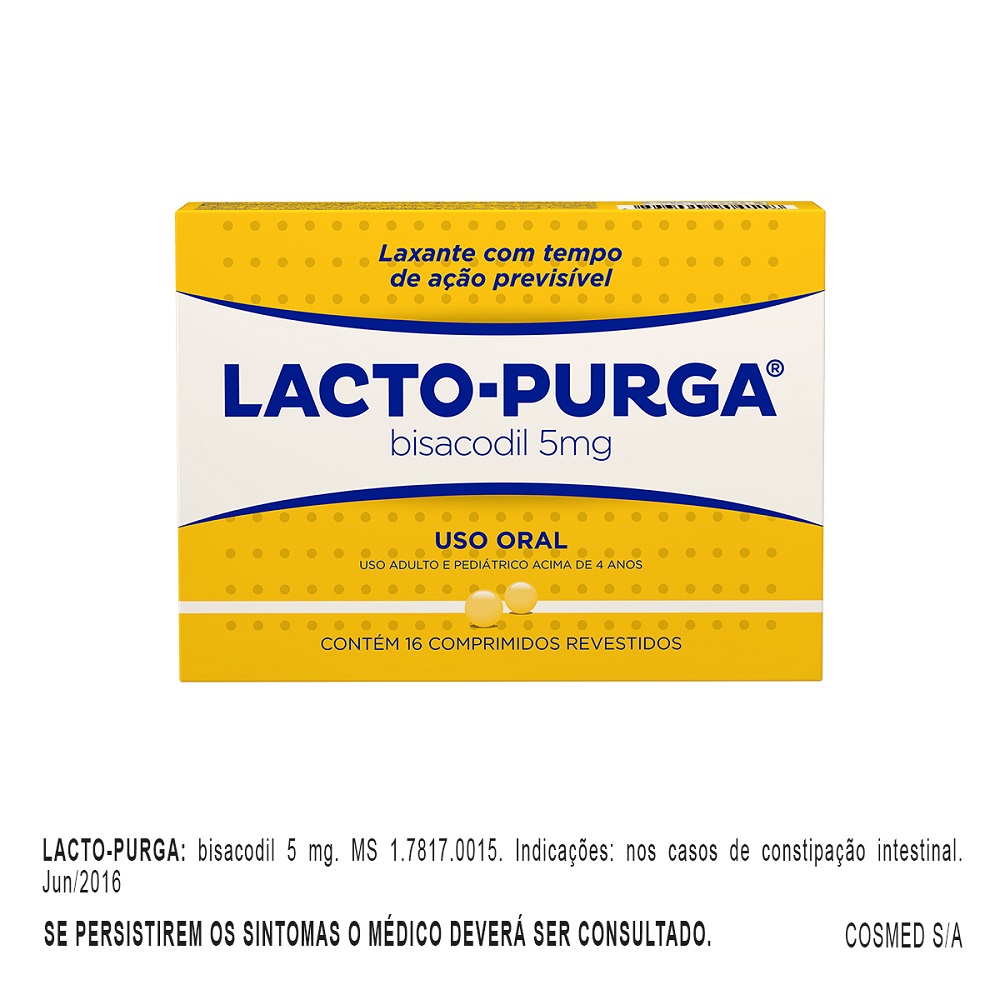 Laxante com tempo
de ação previsível
LACTO-PURGA®
bisacodil 5mg
USO ORAL
USO ADULTO E PEDIÁTRICO ACIMA DE 4 ANOS
CONTÉM 16 COMPRIMIDOS REVESTIDOS
LACTO-PURGA: bisacodil 5 mg. MS 1.7817.0015. Indicações: nos casos de constipação intestinal.
Jun/2016
SE PERSISTIREM OS SINTOMAS O MÉDICO DEVERÁ SER CONSULTADO. COSMED S/A